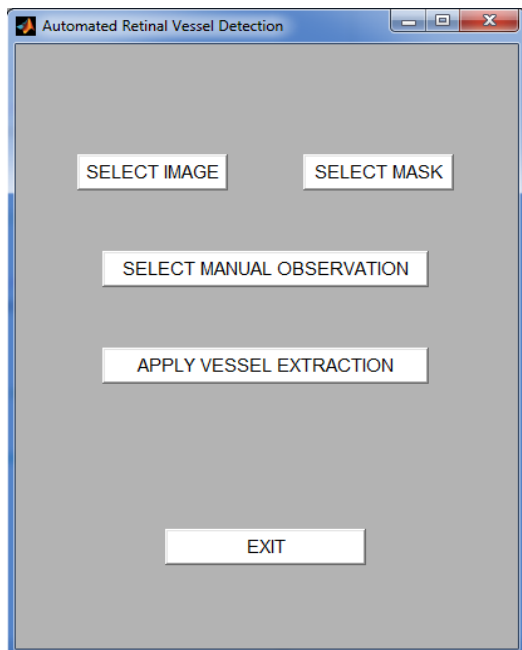 Automated Retinal Vessel Detection
SELECT IMAGE
SELECT MASK
SELECT MANUAL OBSERVATION
APPLY VESSEL EXTRACTION
EXIT